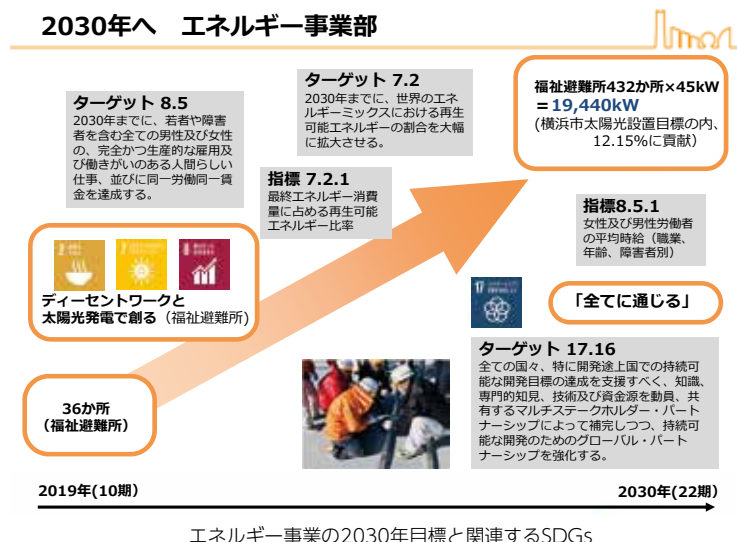 2030年へ　エネルギー事業部
ターゲット 8.5
2030年までに、若者や障害
者を含む全ての男性及び女性
の、完全かつ生産的な雇用及
び働きがいのある人間らしい
仕事、並びに同一労働同一賃
金を達成する。
ターゲット 7.2
2030年までに、世界のエネ
ルギーミックスにおける再生
可能エネルギーの割合を大幅
に拡大させる。
福祉避難所432か所×45kW
＝19,440kW
(横浜市太陽光設置目標の内、
12.15%に貢献）
指標 7.2.1
最終エネルギー消費
量に占める再生可能
エネルギー比率
指標8.5.1
女性及び男性労働者
の平均時給（職業、
年齢、障害者別）
ディーセントワークと
太陽光発電で創る（福祉避難所)
17
「全てに通じる」
ターゲット 17.16
全ての国々、特に開発途上国での持続可
能な開発目標の達成を支援すべく、知識、
専門的知見、技術及び資金源を動員、共
有するマルチステークホルダー・パート
ナーシップによって補完しつつ、持続可
能な開発のためのグローバル・パート
ナーシップを強化する。
36か所
（福祉避難所）
2019年(10期）
2030年(22期）
エネルギー事業の2030年目標と関連するSDGs